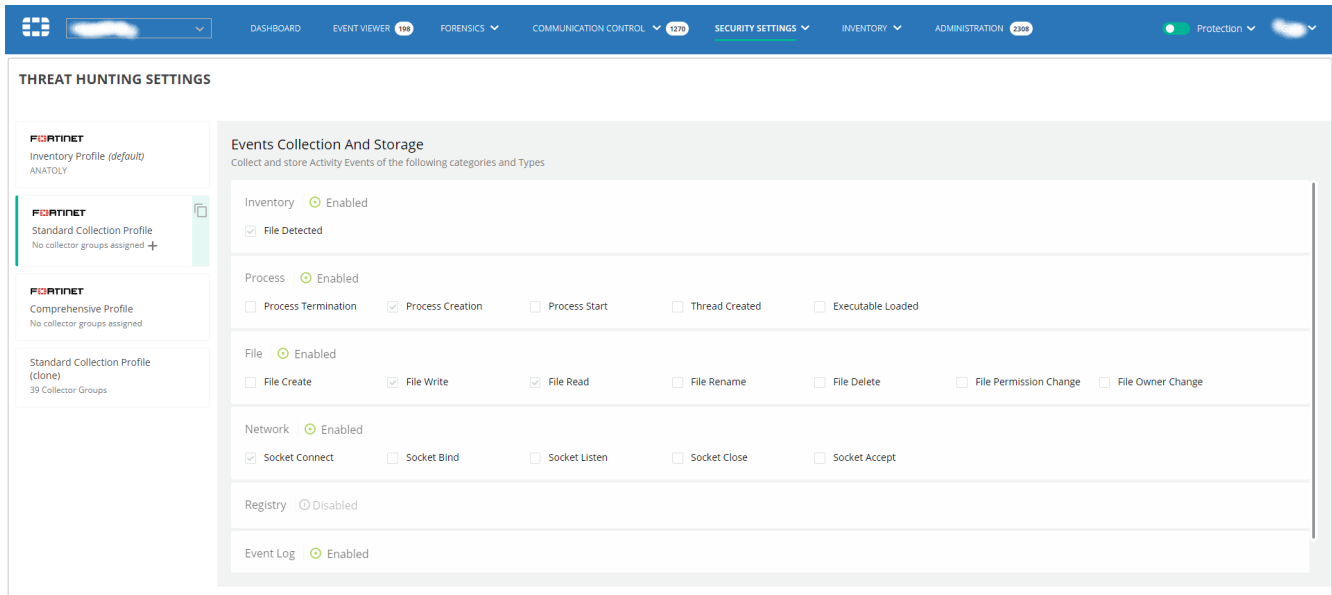 DASHBOARD EVENT VIEWER 198 FORENSICS COMMUNICATION CONTROL 1270 SECURITY SETTINGS INVENTORY ADMINISTRATION 2308 Protection
THREAT HUNTING SETTINGS
FORTINET
Inventory Profile (default)
ANATOLY
FORTINET
Standard Collection Profile
No collector groups assigned +
FORTINET
Comprehensive Profile
No collector groups assigned
Standard Collection Profile
(clone)
39 Collector Groups
Events Collection And Storage
Collect and store Activity Events of the following categories and Types
Inventory Enabled
File Detected
Process Enabled
Process Termination Process Creation Process Start Thread Created Executable Loaded
File Enabled
File Create File Write File Read File Rename File Delete File Permission Change File Owner Change
Network Enabled
Socket Connect Socket Bind Socket Listen Socket Close Socket Accept
Registry Disabled
Event Log Enabled